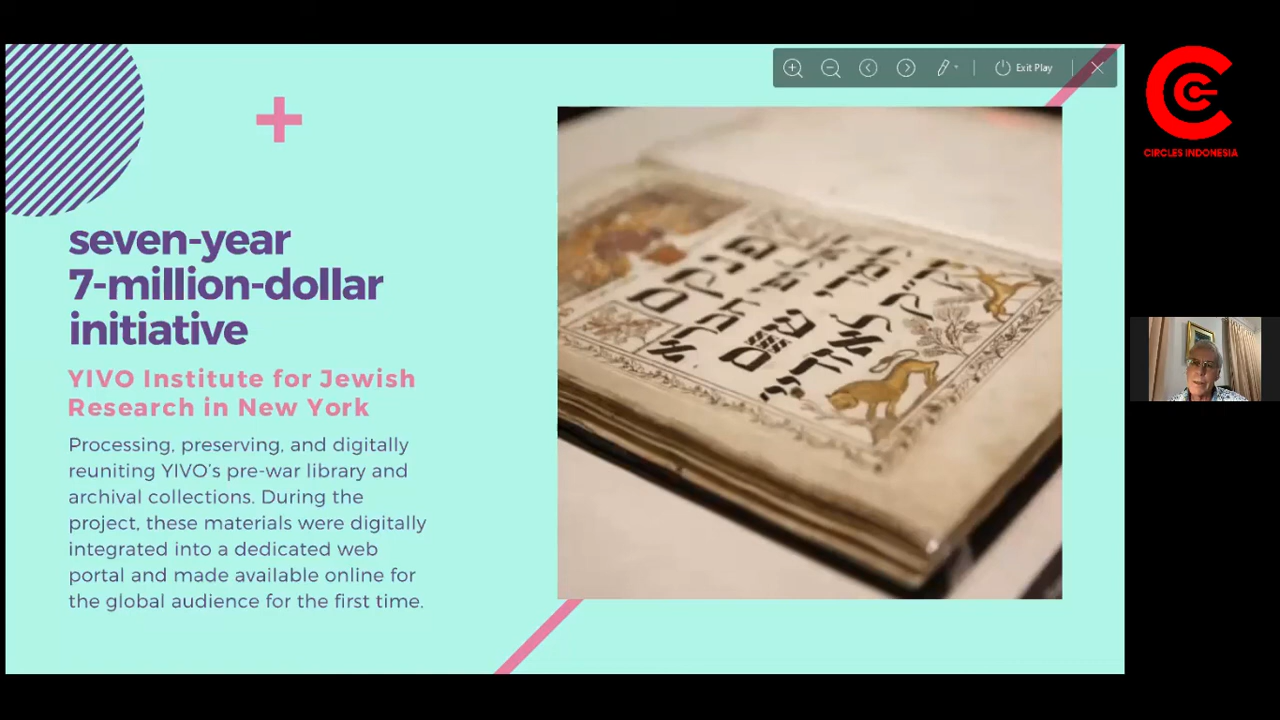 Exit Play
CIRCLES INDONESIA
seven-year
7-million-dollar
initiative
YIVO Institute for Jewish
Research in New York
Processing, preserving, and digitally
reuniting YIVO's pre-war library and
archival collections. During the
project, these materials were digitally
integrated into a dedicated web
portal and made available online for
the global audience for the first time.